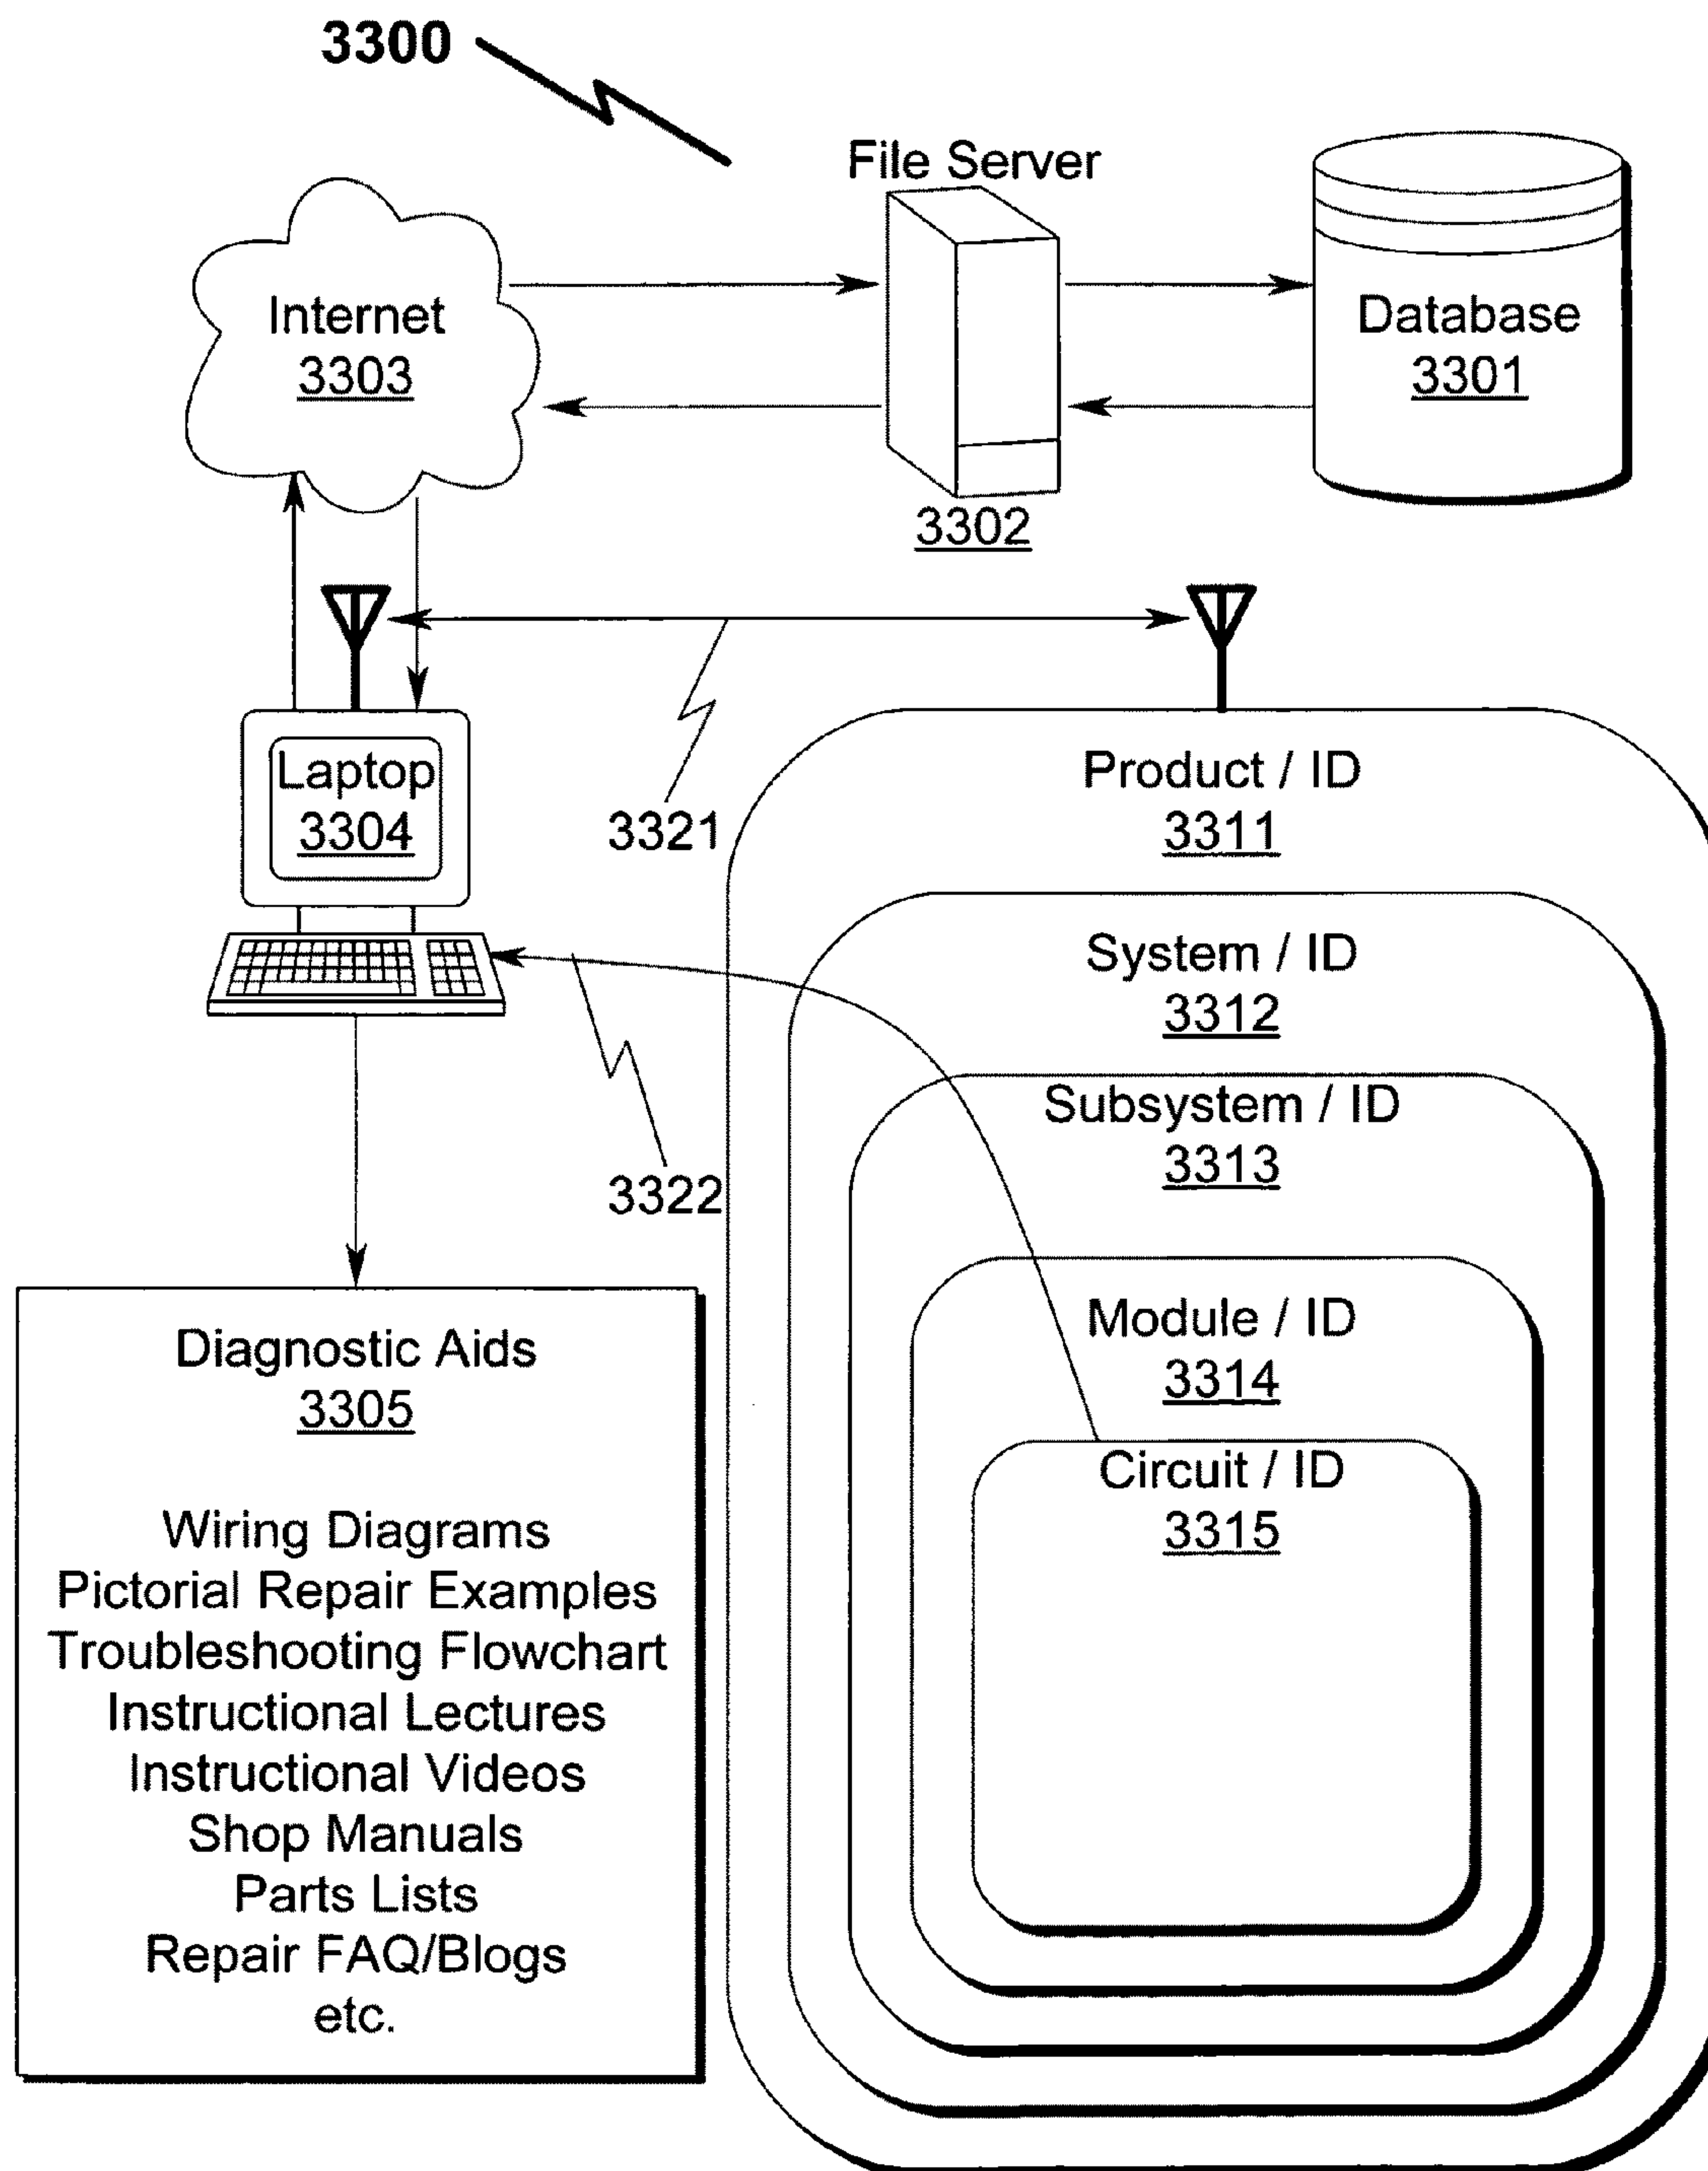 3300
File Server
Internet
3303
Database
3301
3302
Laptop
3304
3321
Product / ID
3311
System / ID
3312
Subsystem / ID
3313
3322
Module / ID
3314
Circuit / ID
3315
Diagnostic Aids
3305
Wiring Diagrams
Pictorial Repair Examples
Troubleshooting Flowchart
Instructional Lectures
Instructional Videos
Shop Manuals
Parts Lists
Repair FAQ/Blogs
etc.